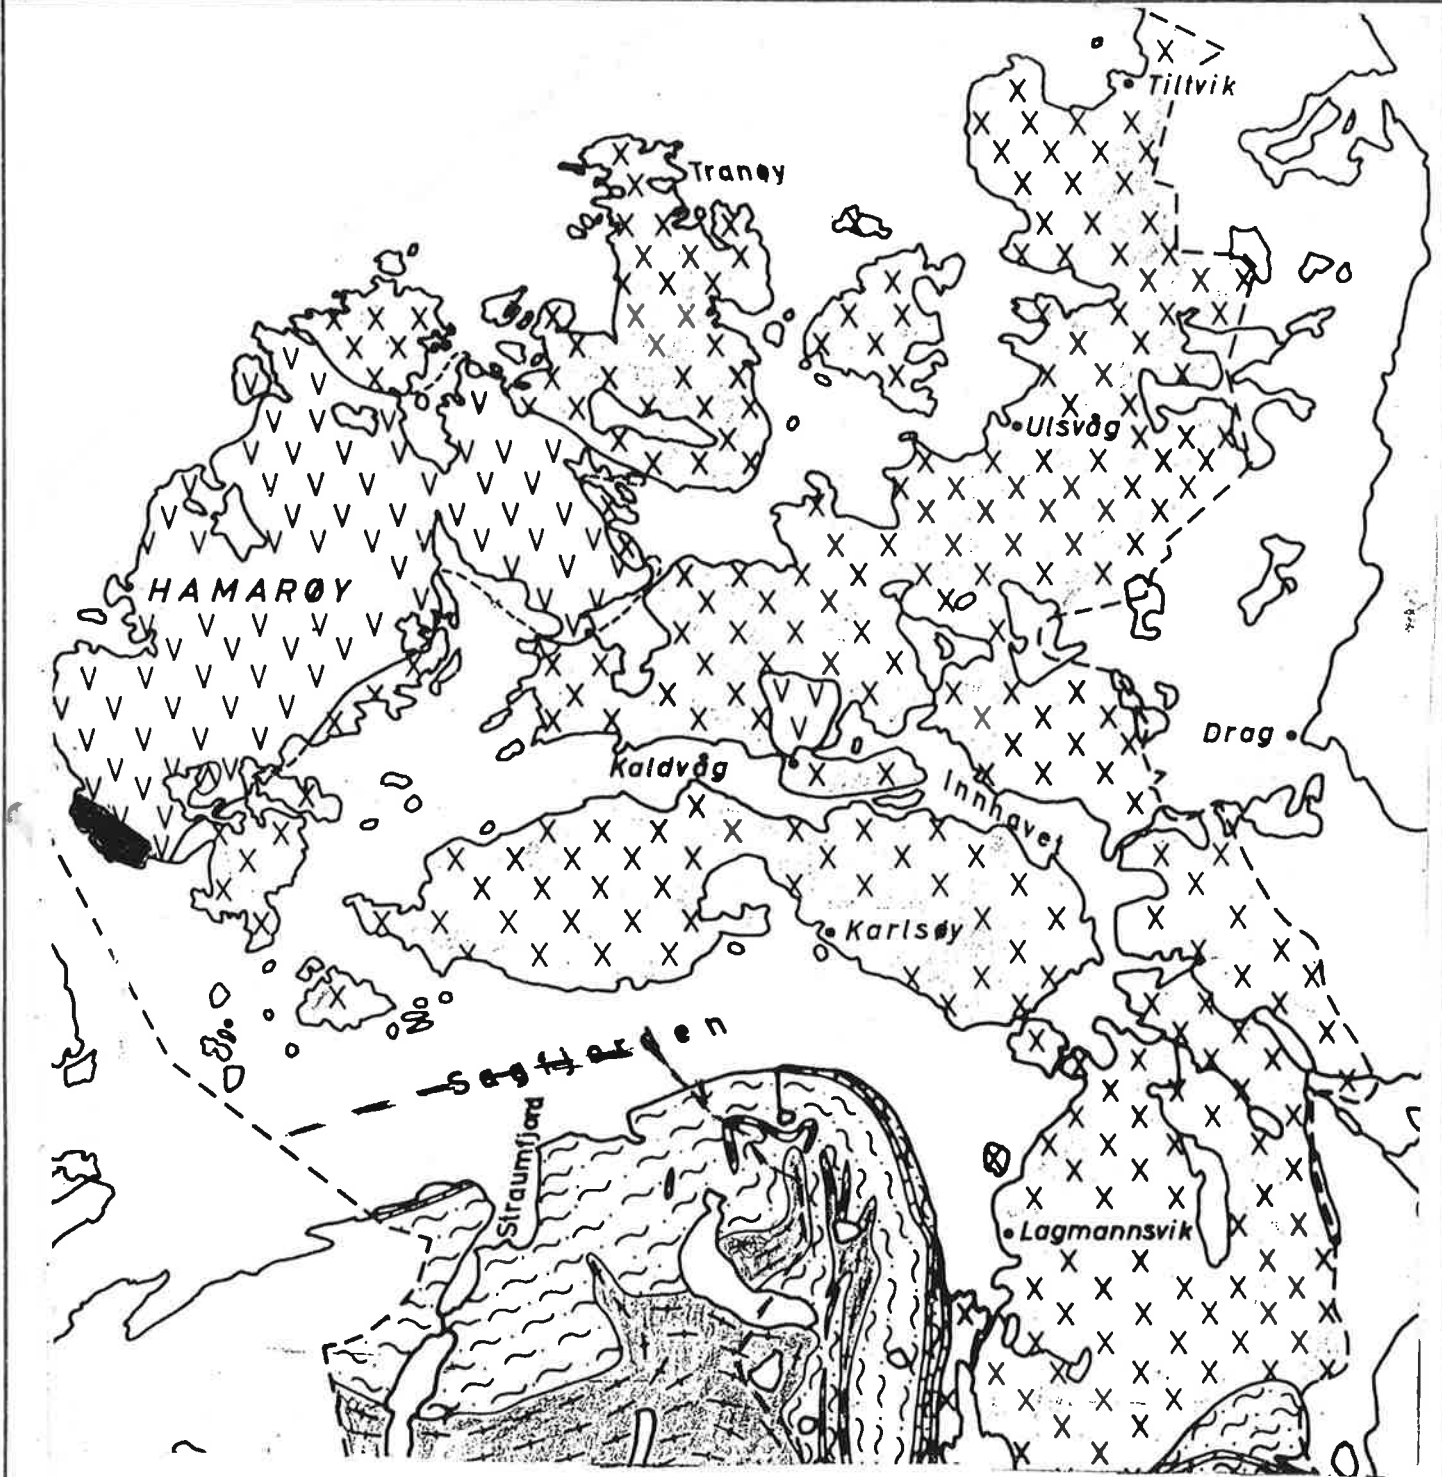 Tiltvik
Tranøy
Ulsvåg
HAMARØY
Drag
Kaldvåg
Innhavet
Karlsøy
Sagfjorden
Straumfjord
Lagmannsvik